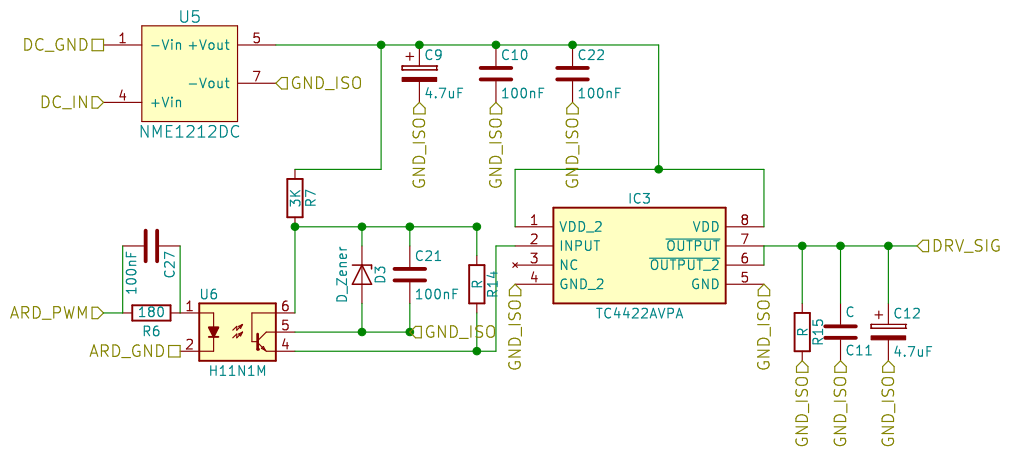 U5
DC_GND 1 −Vin +Vout 5
−Vout 7 GND_ISO
DC_IN 4 +Vin
NME1212DC
+ C9
4.7uF
GND_ISO
C10
100nF
GND_ISO
C22
100nF
GND_ISO
3K R7
100nF C27
ARD_PWM 180
R6
ARD_GND
U6
1 6
5
2 4
H11N1M
D_Zener D3
C21
100nF
GND_ISO
R R14
IC3
1 VDD_2 VDD 8
2 INPUT OUTPUT 7
3 NC OUTPUT_2 6
4 GND_2 GND 5
TC4422AVPA
GND_ISO
GND_ISO
DRV_SIG
R R15
GND_ISO
C
C11
GND_ISO
+ C12
4.7uF
GND_ISO